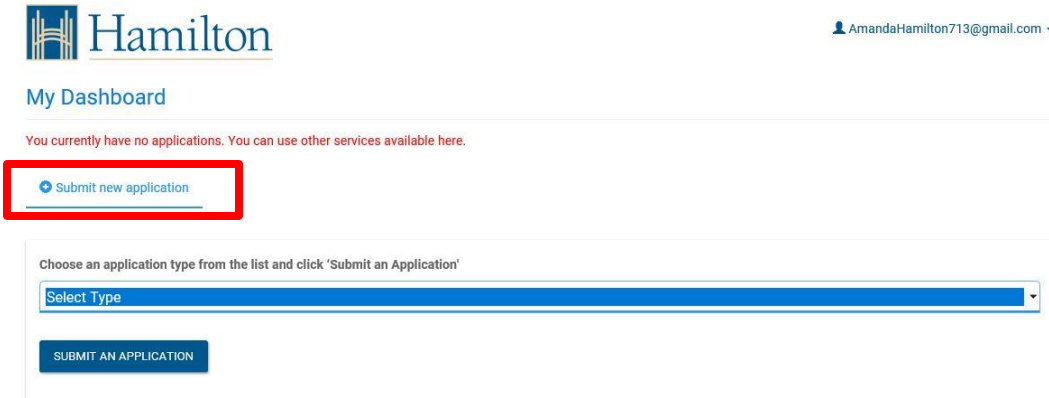 Hamilton
AmandaHamilton713@gmail.com
My Dashboard
You currently have no applications. You can use other services available here.
Submit new application
Choose an application type from the list and click ‘Submit an Application'
Select Type
SUBMIT AN APPLICATION